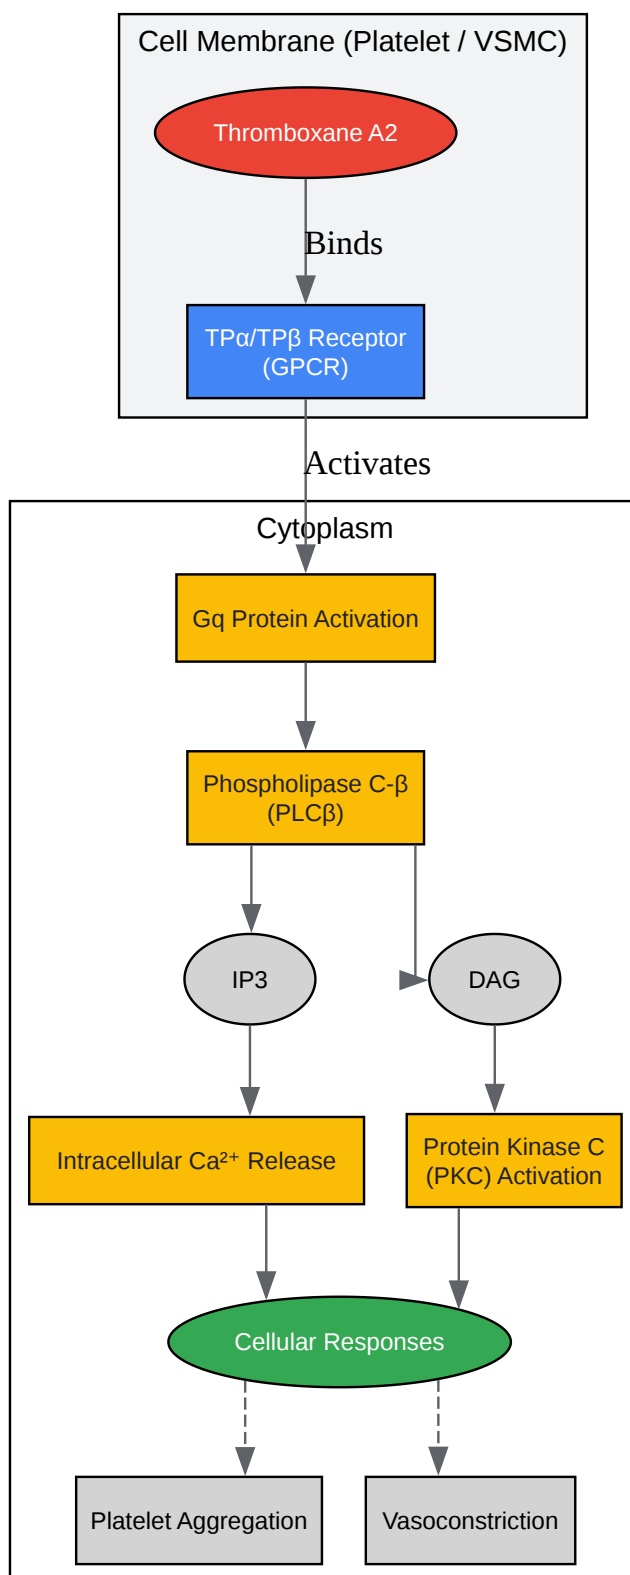 Cell Membrane (Platelet / VSMC)
Thromboxane A2
Binds
TPα/TPβ Receptor
(GPCR)
Activates
Cytoplasm
Gq Protein Activation
Phospholipase C-β
(PLCβ)
IP3
DAG
Intracellular Ca²⁺ Release
Protein Kinase C
(PKC) Activation
Cellular Responses
Platelet Aggregation
Vasoconstriction